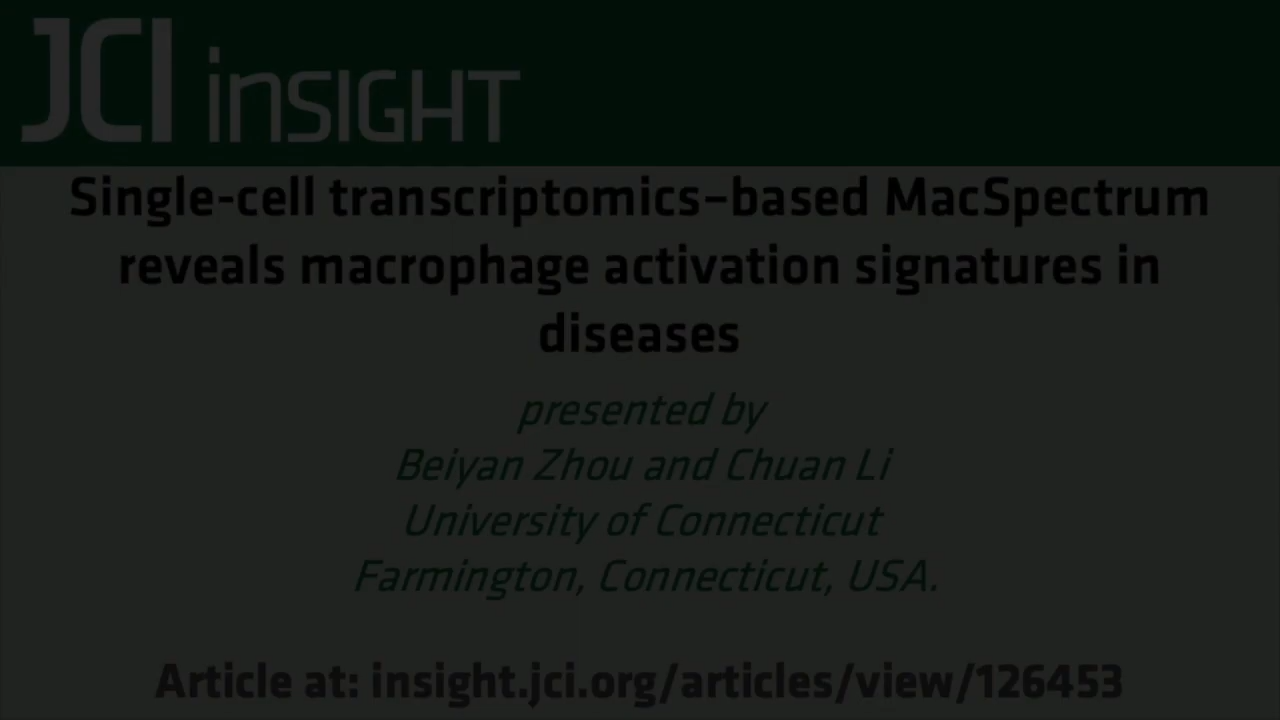 JCI insight
Single-cell transcriptomics–based MacSpectrum
reveals macrophage activation signatures in
diseases
presented by
Beiyan Zhou and Chuan Li
University of Connecticut
Farmington, Connecticut, USA.
Article at: insight.jci.org/articles/view/126453